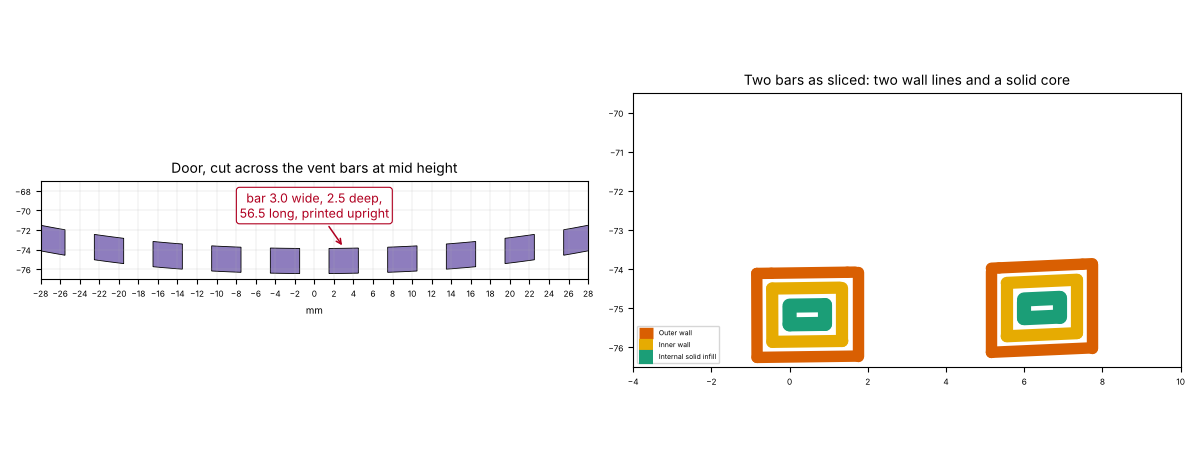 Door, cut across the vent bars at mid height
bar 3.0 wide, 2.5 deep,
56.5 long, printed upright
−68
−70
−72
−74
−76
−28 −26 −24 −22 −20 −18 −16 −14 −12 −10 −8 −6 −4 −2 0 2 4 6 8 10 12 14 16 18 20 22 24 26 28
mm
Two bars as sliced: two wall lines and a solid core
−70
−71
−72
−73
−74
−75
−76
Outer wall
Inner wall
Internal solid infill
−4 −2 0 2 4 6 8 10